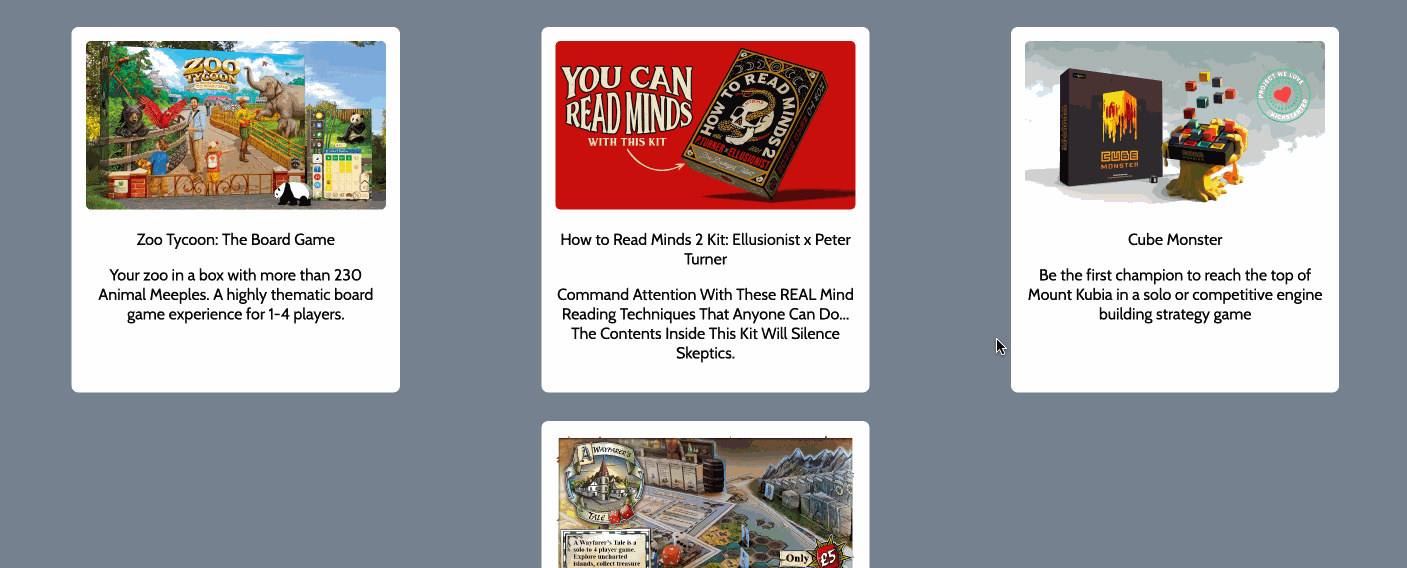 ZOO
TYCOON
Zoo Tycoon: The Board Game
Your zoo in a box with more than 230
Animal Meeples. A highly thematic board
game experience for 1-4 players.
YOU CAN
READ MINDS
WITH THIS KIT
HOW TO READ MINDS 2
How to Read Minds 2 Kit: Ellusionist x Peter
Turner
Command Attention With These REAL Mind
Reading Techniques That Anyone Can Do...
The Contents Inside This Kit Will Silence
Skeptics.
CUBE
MONSTER
PROJECT WE LOVE
KICKSTARTER
Cube Monster
Be the first champion to reach the top of
Mount Kubia in a solo or competitive engine
building strategy game
A WAYFARER'S
TALE
A Wayfarer's Tale is a
solo to 4 player game.
Explore uncharted
islands, collect treasure
Only £5